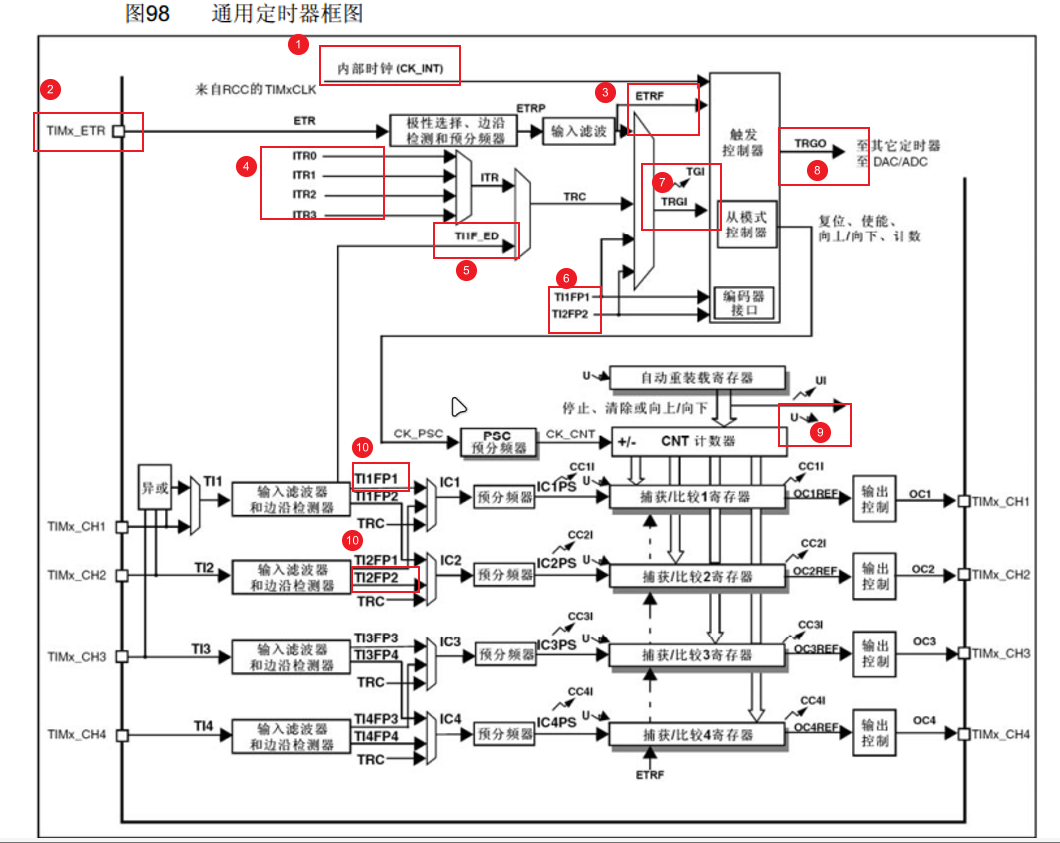 图98 通用定时器框图
1
内部时钟(CK_INT)
来自RCC的TIMxCLK
2
TIMx_ETR
ETR
极性选择、边沿
检测和预分频器
ETRP
输入滤波
3
ETRF
触发
控制器
TRGO
8
至其它定时器
至 DAC/ADC
4
ITR0
ITR1
ITR2
ITR3
ITR
TRC
7
TGI
TRGI
从模式
控制器
复位、使能、
向上/向下、计数
TI1F_ED
5
6
TI1FP1
TI2FP2
编码器
接口
U
自动重装载寄存器
UI
停止、清除或向上/向下
U
9
CK_PSC
PSC
预分频器
CK_CNT
+/- CNT 计数器
10
异或
TI1
输入滤波器
和边沿检测器
TI1FP1
TI1FP2
TRC
IC1
预分频器
CC1I
IC1PS
U
捕获/比较1寄存器
CC1I
OC1REF
输出
控制
OC1
TIMx_CH1
TIMx_CH1
10
TIMx_CH2
TI2
输入滤波器
和边沿检测器
TI2FP1
TI2FP2
TRC
IC2
预分频器
CC2I
IC2PS
U
捕获/比较2寄存器
CC2I
OC2REF
输出
控制
OC2
TIMx_CH2
TIMx_CH3
TI3
输入滤波器
和边沿检测器
TI3FP3
TI3FP4
TRC
IC3
预分频器
CC3I
IC3PS
U
捕获/比较3寄存器
CC3I
OC3REF
输出
控制
OC3
TIMx_CH3
TIMx_CH4
TI4
输入滤波器
和边沿检测器
TI4FP3
TI4FP4
TRC
IC4
预分频器
CC4I
IC4PS
U
捕获/比较4寄存器
CC4I
OC4REF
输出
控制
OC4
TIMx_CH4
ETRF